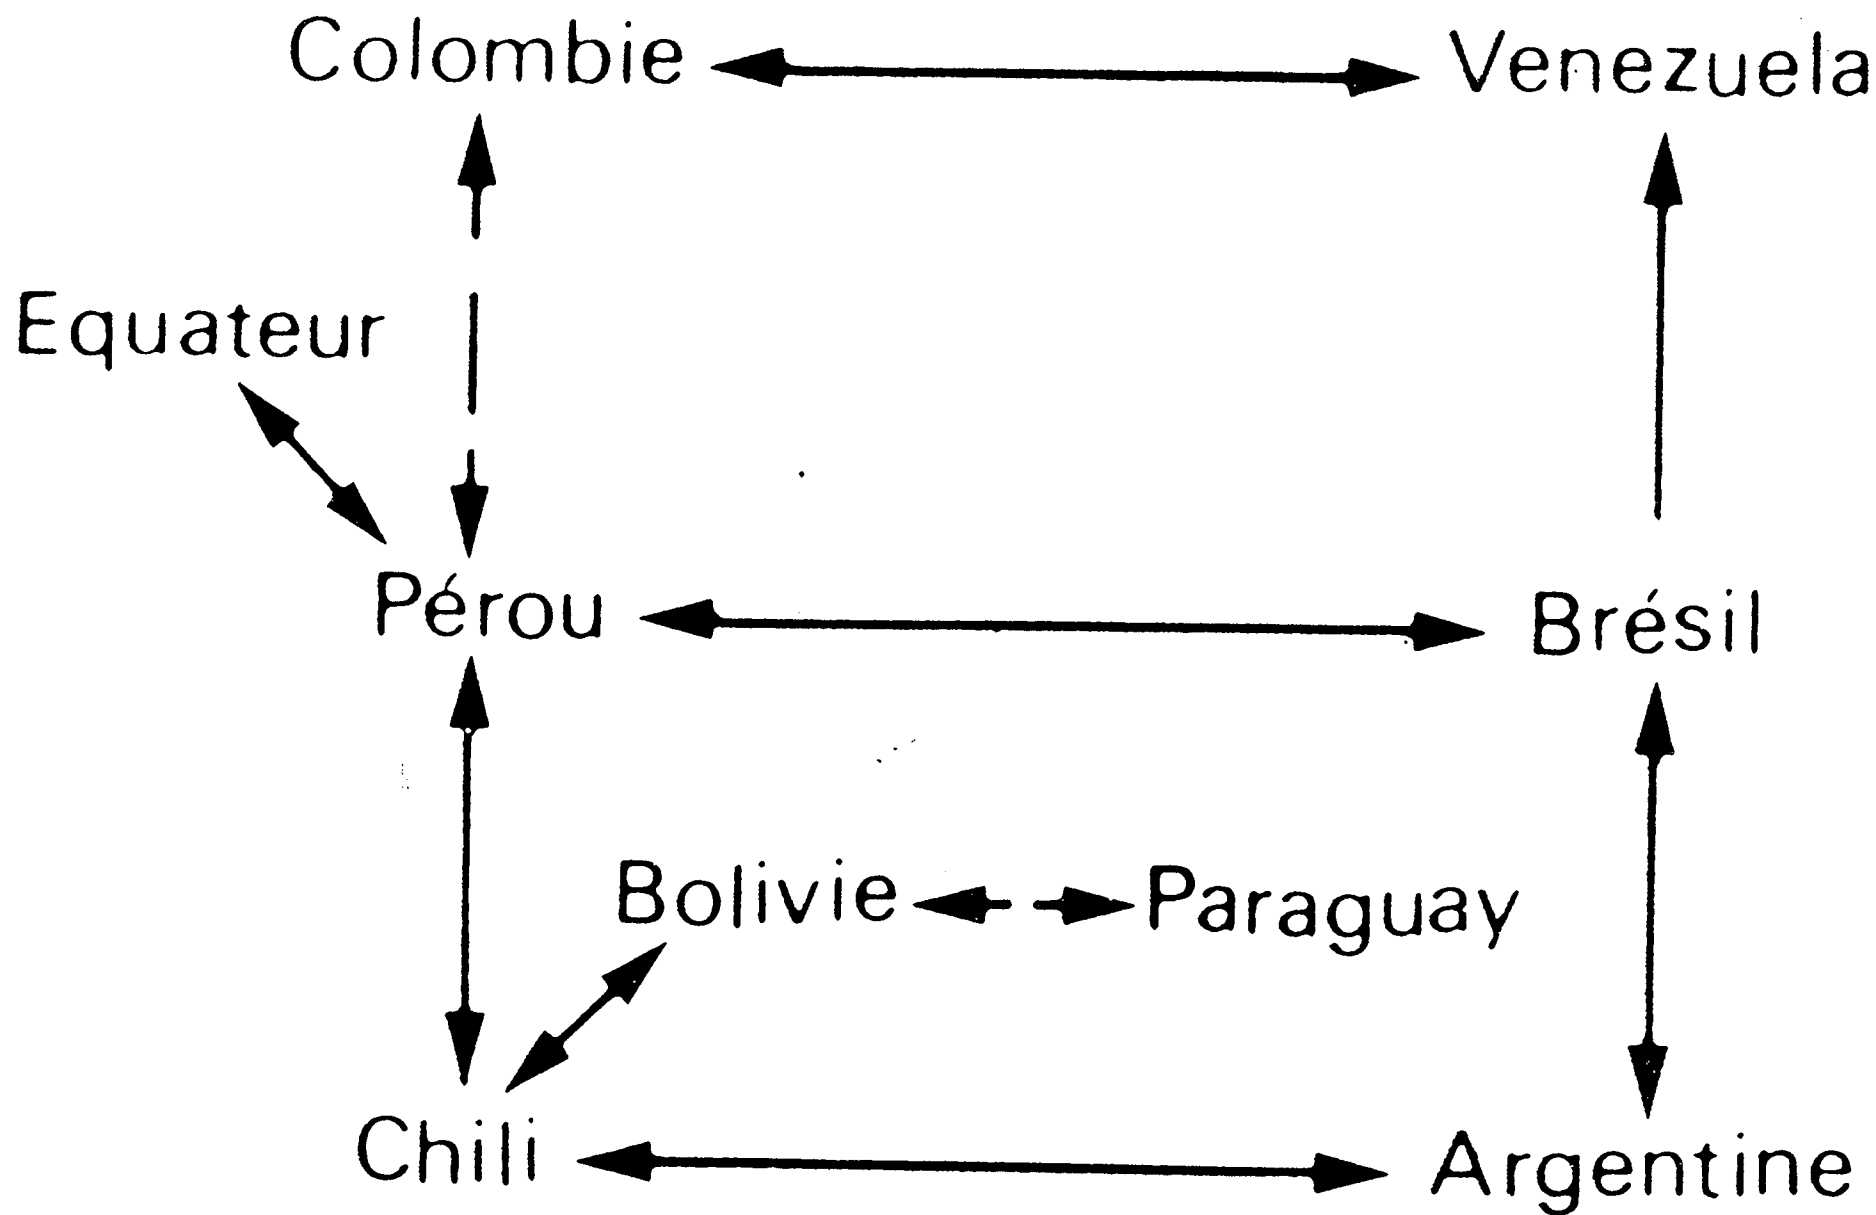 Colombie
Venezuela
Equateur
Pérou
Brésil
Bolivie
Paraguay
Chili
Argentine